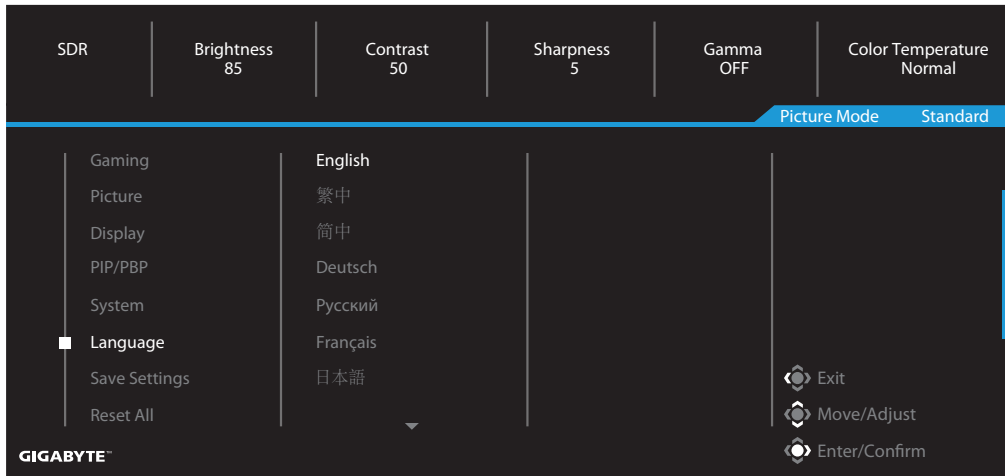 SDR
Brightness
85
Contrast
50
Sharpness
5
Gamma
OFF
Color Temperature
Normal
Picture Mode Standard
Gaming
Picture
Display
PIP/PBP
System
Language
Save Settings
Reset All
English
繁中
简中
Deutsch
Русский
Français
日本語
Exit
Move/Adjust
Enter/Confirm
GIGABYTE™